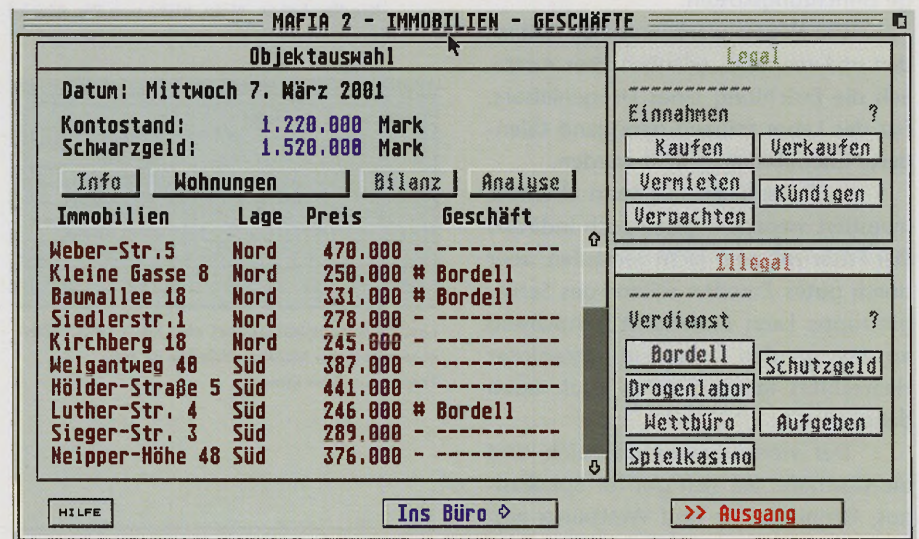 MAFIA 2 - IMMOBILIEN - GESCHÄFTE
Objektauswahl
Datum: Mittwoch 7. März 2001
Kontostand: 1.220.000 Mark
Schwarzgeld: 1.520.000 Mark
Info Wohnungen Bilanz Analyse
Immobilien Lage Preis Geschäft
Weber-Str.5 Nord 470.000 - --------------
Kleine Gasse 8 Nord 250.000 # Bordell
Baumallee 18 Nord 331.000 # Bordell
Siedlerstr.1 Nord 278.000 - --------------
Kirchberg 18 Nord 245.000 - --------------
Welgantweg 48 Süd 387.000 - --------------
Hölder-Straße 5 Süd 441.000 - --------------
Luther-Str. 4 Süd 246.000 # Bordell
Sieger-Str. 3 Süd 289.000 - --------------
Neipper-Höhe 48 Süd 376.000 - --------------
Legal
--------------
Einnahmen ?
Kaufen Verkaufen
Vermieten Kündigen
Verpachten
Illegal
--------------
Verdienst ?
Bordell Schutzgeld
Drogenlabor
Wettbüro Aufgeben
Spielkasino
HILFE Ins Büro >> Ausgang